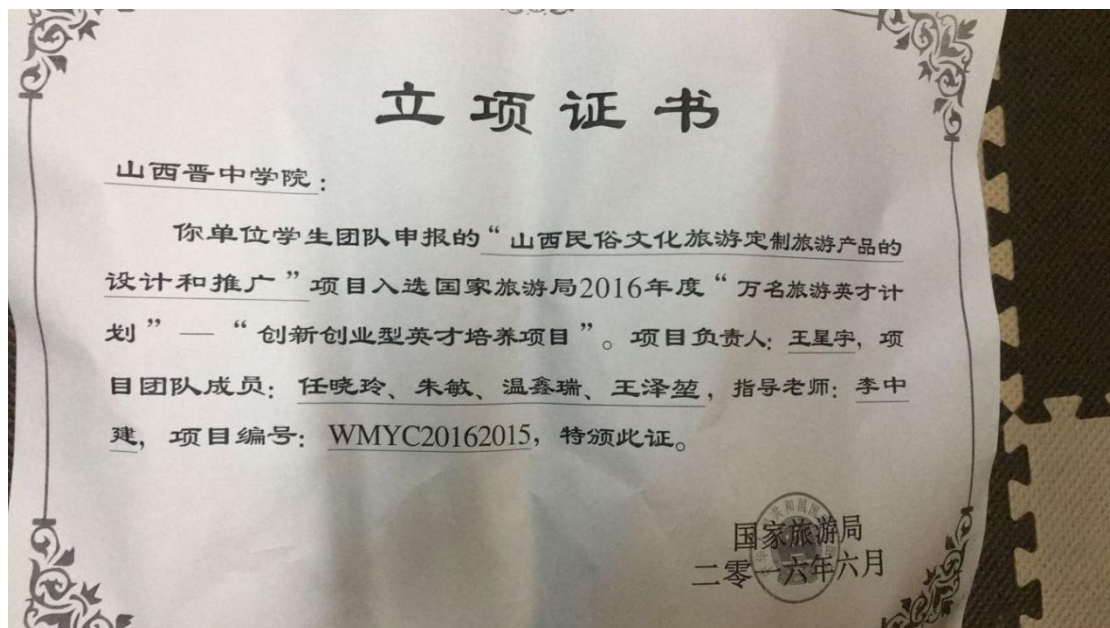 立项证书
山西晋中学院：
你单位学生团队申报的“山西民俗文化旅游定制旅游产品的
设计和推广”项目入选国家旅游局2016年度“万名旅游英才计
划”—“创新创业型英才培养项目”。项目负责人：王星宇，项
目团队成员：任晓玲、朱敏、温鑫瑞、王泽堃，指导老师：李中
建，项目编号：WMYC20162015，特颁此证。
国家旅游局
二零一六年六月